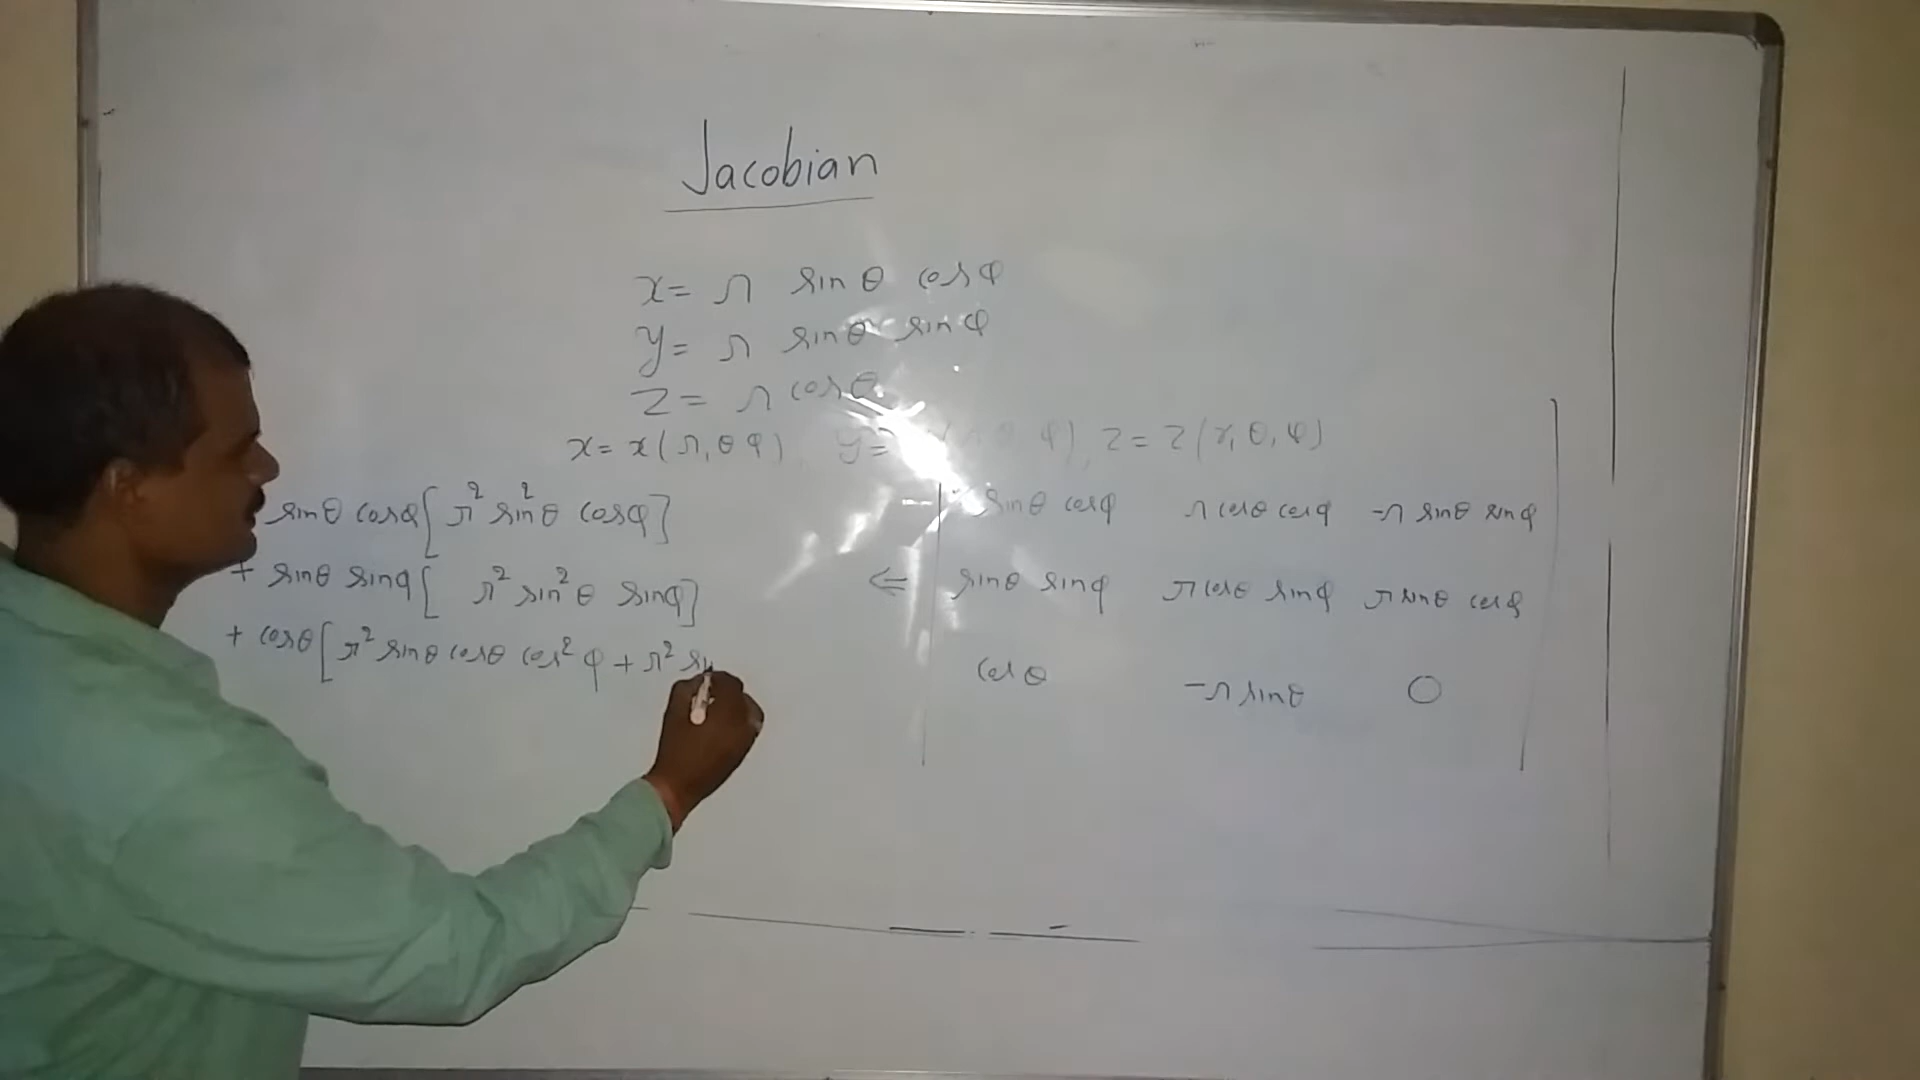 Jacobian
x = r sinθ cosφ
y = r sinθ sinφ
z = r cosθ
x = x(r, θ φ), y = φ), z = z(r, θ, φ)
sinθ cosφ[r² sin²θ cosφ]
+ sinθ sinφ[ r² sin²θ sinφ]
+ cosθ[r² sinθ cosθ cos²φ + r² si
sinθ cosφ r cosθ cosφ -r sinθ sinφ
⇐ sinθ sinφ r cosθ sinφ r sinθ cosφ
cosθ -r sinθ 0